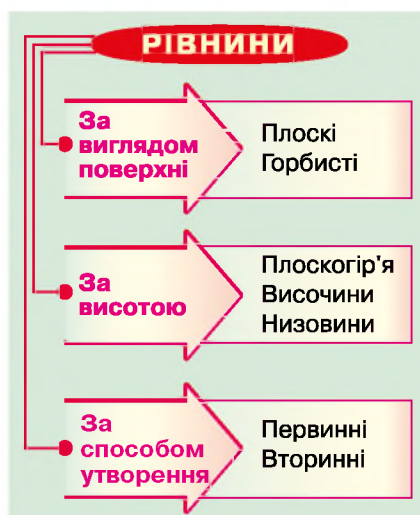 РІВНИНИ
За
виглядом
поверхні
Плоскі
Горбисті
За
висотою
Плоскогір'я
Височини
Низовини
За
способом
утворення
Первинні
Вторинні